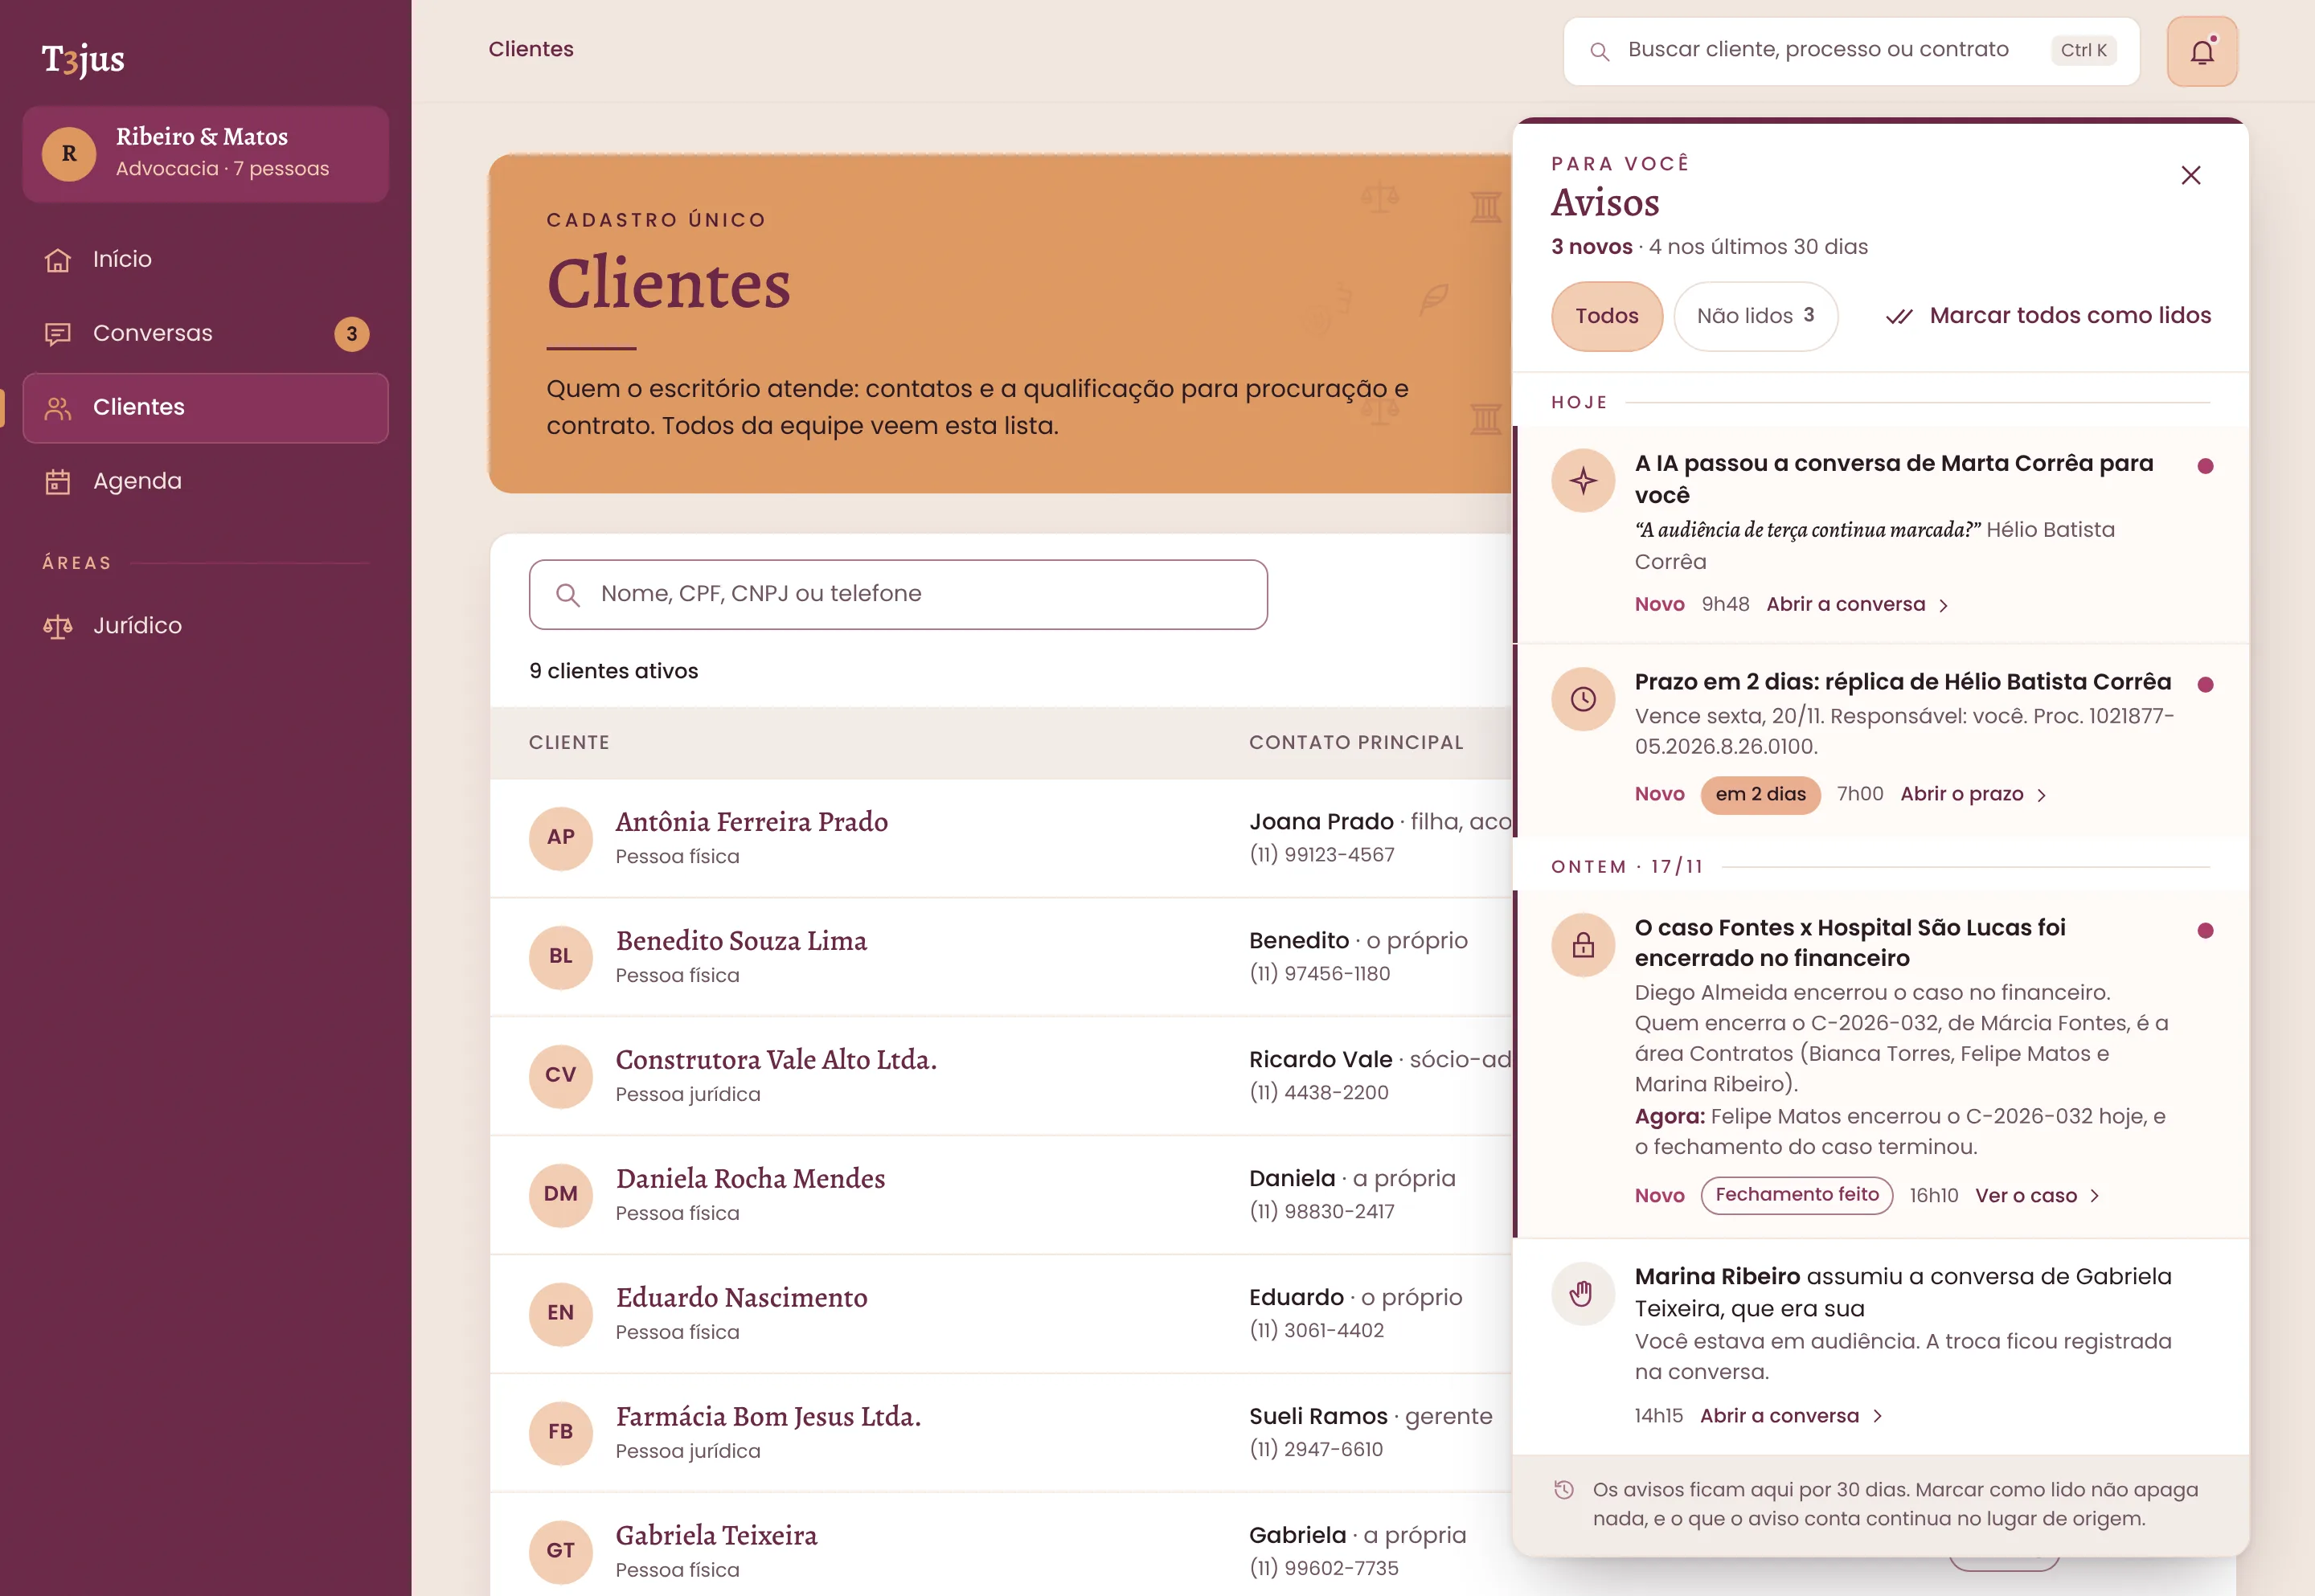 T3jus
R
Ribeiro & Matos
Advocacia · 7 pessoas
Início
Conversas
3
Clientes
Agenda
ÁREAS
Jurídico
Clientes
Buscar cliente, processo ou contrato
Ctrl K
CADASTRO ÚNICO
Clientes
Quem o escritório atende: contatos e a qualificação para procuração e
contrato. Todos da equipe veem esta lista.
Nome, CPF, CNPJ ou telefone
9 clientes ativos
CLIENTE
CONTATO PRINCIPAL
AP
Antônia Ferreira Prado
Pessoa física
Joana Prado · filha, aco
(11) 99123-4567
BL
Benedito Souza Lima
Pessoa física
Benedito · o próprio
(11) 97456-1180
CV
Construtora Vale Alto Ltda.
Pessoa jurídica
Ricardo Vale · sócio-ad
(11) 4438-2200
DM
Daniela Rocha Mendes
Pessoa física
Daniela · a própria
(11) 98830-2417
EN
Eduardo Nascimento
Pessoa física
Eduardo · o próprio
(11) 3061-4402
FB
Farmácia Bom Jesus Ltda.
Pessoa jurídica
Sueli Ramos · gerente
(11) 2947-6610
GT
Gabriela Teixeira
Pessoa física
Gabriela · a própria
(11) 99602-7735
PARA VOCÊ
Avisos
3 novos · 4 nos últimos 30 dias
Todos
Não lidos 3
Marcar todos como lidos
HOJE
A IA passou a conversa de Marta Corrêa para
você
“A audiência de terça continua marcada?” Hélio Batista
Corrêa
Novo 9h48 Abrir a conversa
Prazo em 2 dias: réplica de Hélio Batista Corrêa
Vence sexta, 20/11. Responsável: você. Proc. 1021877-
05.2026.8.26.0100.
Novo em 2 dias 7h00 Abrir o prazo
ONTEM · 17/11
O caso Fontes x Hospital São Lucas foi
encerrado no financeiro
Diego Almeida encerrou o caso no financeiro.
Quem encerra o C-2026-032, de Márcia Fontes, é a
área Contratos (Bianca Torres, Felipe Matos e
Marina Ribeiro).
Agora: Felipe Matos encerrou o C-2026-032 hoje, e
o fechamento do caso terminou.
Novo Fechamento feito 16h10 Ver o caso
Marina Ribeiro assumiu a conversa de Gabriela
Teixeira, que era sua
Você estava em audiência. A troca ficou registrada
na conversa.
14h15 Abrir a conversa
Os avisos ficam aqui por 30 dias. Marcar como lido não apaga
nada, e o que o aviso conta continua no lugar de origem.